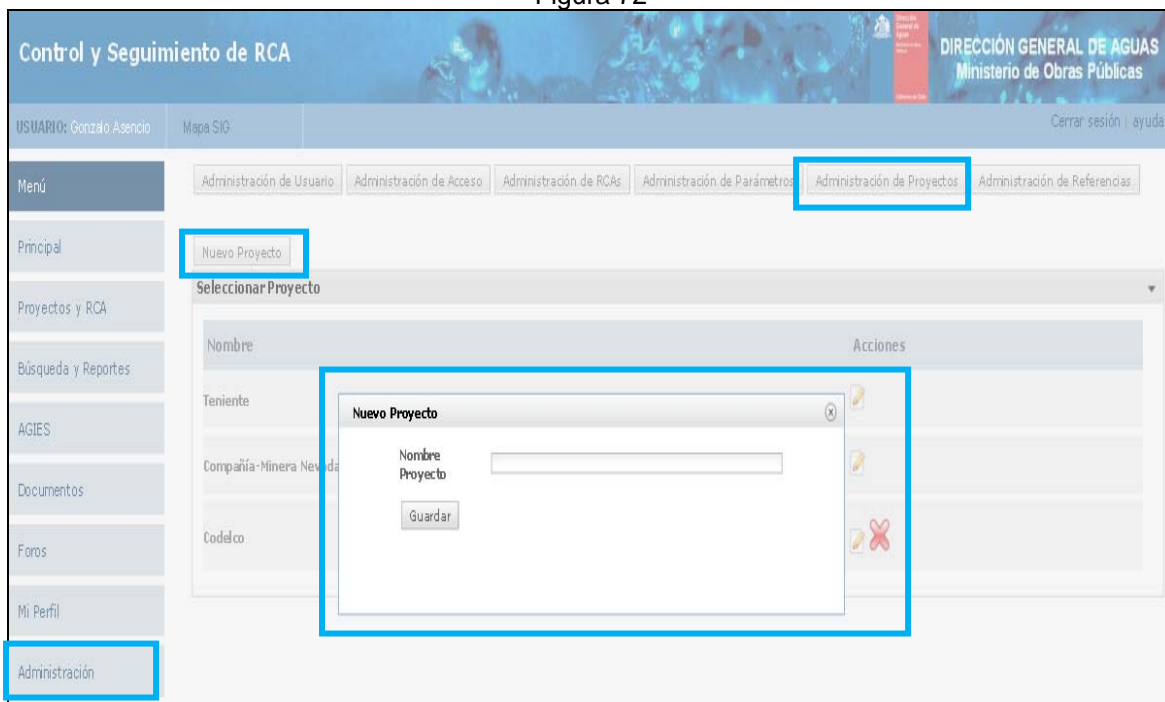 Figura 72
Control y Seguimiento de RCA
DIRECCIÓN GENERAL DE AGUAS
Ministerio de Obras Públicas
USUARIO: Gonzalo Asencio
Mapa SIG
Cerrar sesión | ayuda
Menú
Administración de Usuario
Administración de Acceso
Administración de RCAs
Administración de Parámetros
Administración de Proyectos
Administración de Referencias
Principal
Nuevo Proyecto
Seleccionar Proyecto
Proyectos y RCA
Nombre
Acciones
Búsqueda y Reportes
Teniente
Nuevo Proyecto
AGIES
Nombre
Proyecto
Compañía-Minera Nevada
Documentos
Guardar
Codelco
Foros
Mi Perfil
Administración